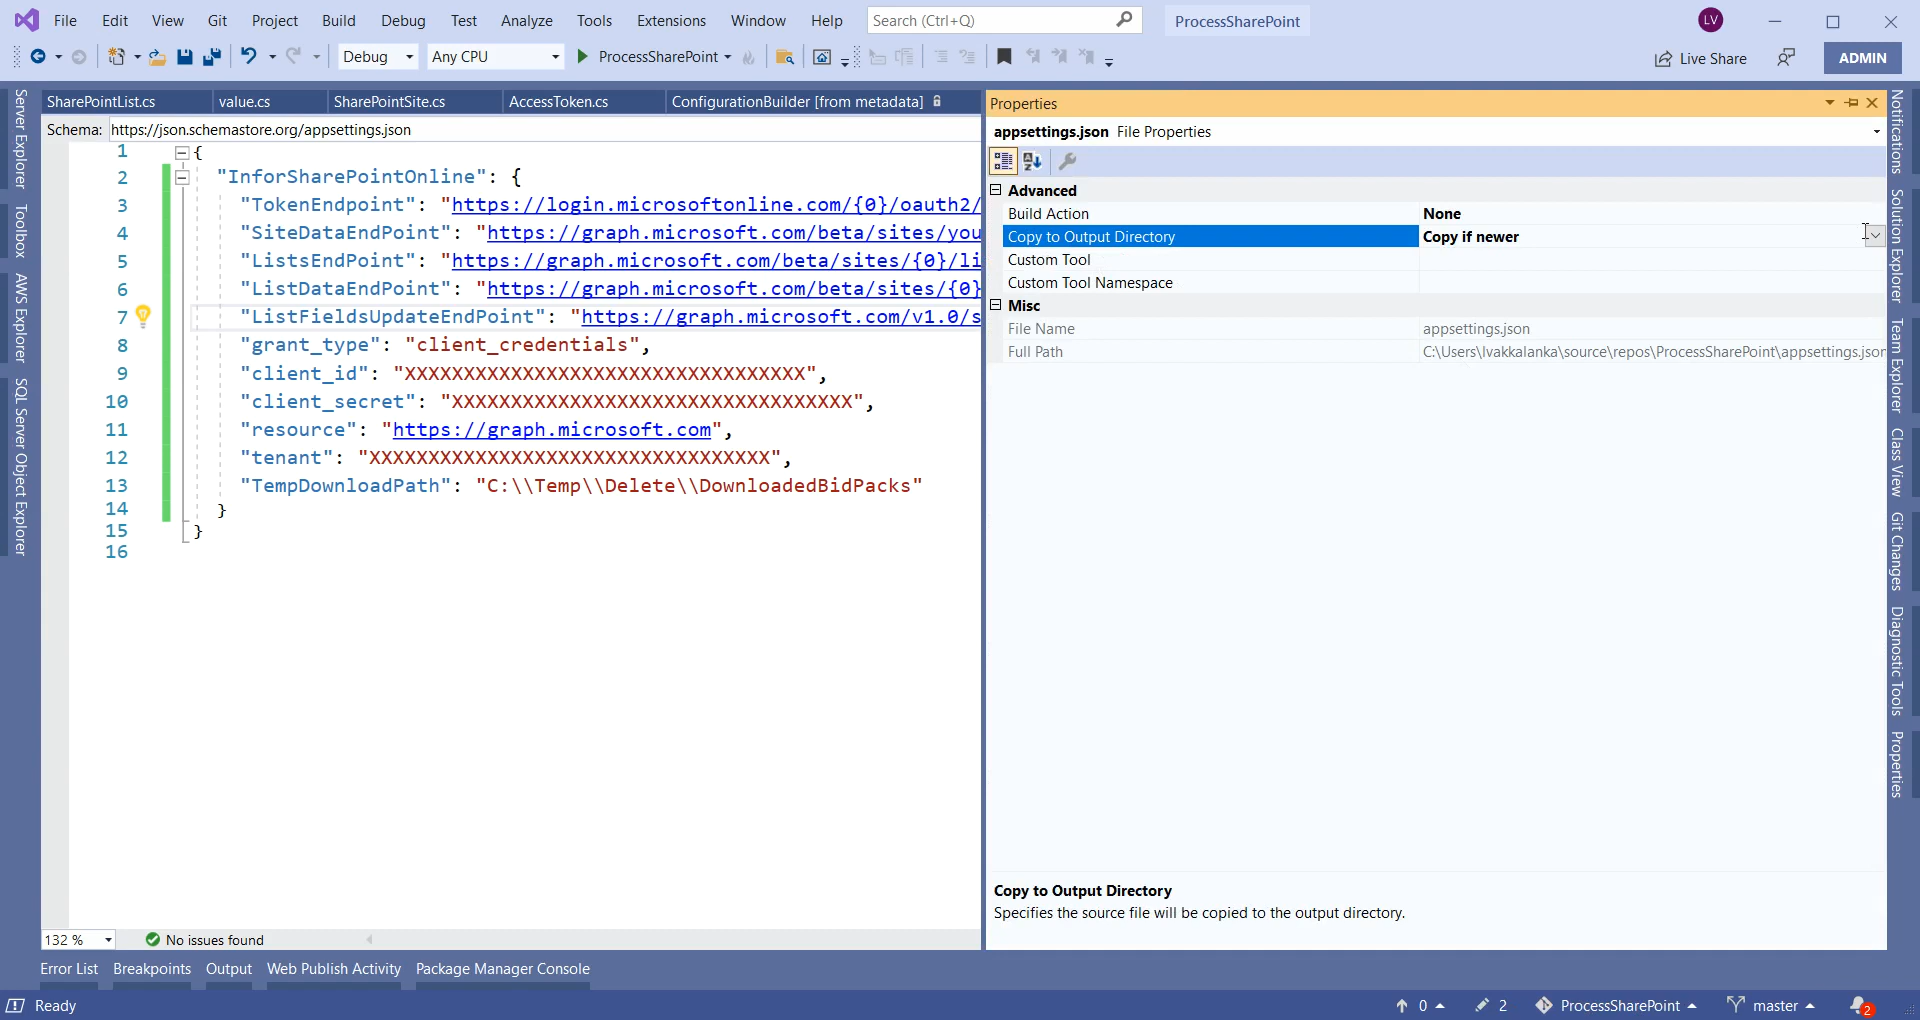 File Edit View Git Project Build Debug Test Analyze Tools Extensions Window Help Search (Ctrl+Q) ProcessSharePoint LV
Debug Any CPU ProcessSharePoint Live Share ADMIN
SharePointList.cs value.cs SharePointSite.cs AccessToken.cs ConfigurationBuilder [from metadata]
Schema: https://json.schemastore.org/appsettings.json
1 {
2 "InforSharePointOnline": {
3 "TokenEndpoint": "https://login.microsoftonline.com/{0}/oauth2/
4 "SiteDataEndPoint": "https://graph.microsoft.com/beta/sites/you
5 "ListsEndPoint": "https://graph.microsoft.com/beta/sites/{0}/li
6 "ListDataEndPoint": "https://graph.microsoft.com/beta/sites/{0}
7 "ListFieldsUpdateEndPoint": "https://graph.microsoft.com/v1.0/s
8 "grant_type": "client_credentials",
9 "client_id": "XXXXXXXXXXXXXXXXXXXXXXXXXXXXXXXXXX",
10 "client_secret": "XXXXXXXXXXXXXXXXXXXXXXXXXXXXXXXXXX",
11 "resource": "https://graph.microsoft.com",
12 "tenant": "XXXXXXXXXXXXXXXXXXXXXXXXXXXXXXXXXX",
13 "TempDownloadPath": "C:\\Temp\\Delete\\DownloadedBidPacks"
14 }
15 }
16
132 % No issues found
Properties
appsettings.json File Properties
Advanced
Build Action None
Copy to Output Directory Copy if newer
Custom Tool
Custom Tool Namespace
Misc
File Name appsettings.json
Full Path C:\Users\lvakkalanka\source\repos\ProcessSharePoint\appsettings.json
Copy to Output Directory
Specifies the source file will be copied to the output directory.
Server Explorer
Toolbox
AWS Explorer
SQL Server Object Explorer
Notifications
Solution Explorer
Team Explorer
Class View
Git Changes
Diagnostic Tools
Properties
Error List Breakpoints Output Web Publish Activity Package Manager Console
Ready 0 2 ProcessSharePoint master 2